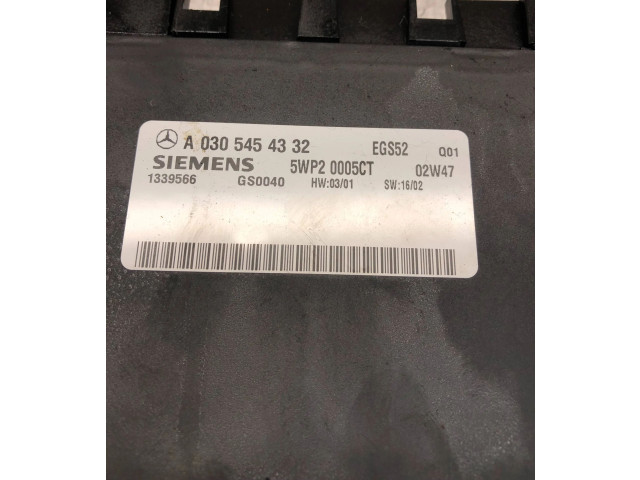 A 030 545 43 32 EGS52 Q01
SIEMENS 5WP2 0005CT 02W47
1339566 GS0040 HW:03/01 SW:16/02